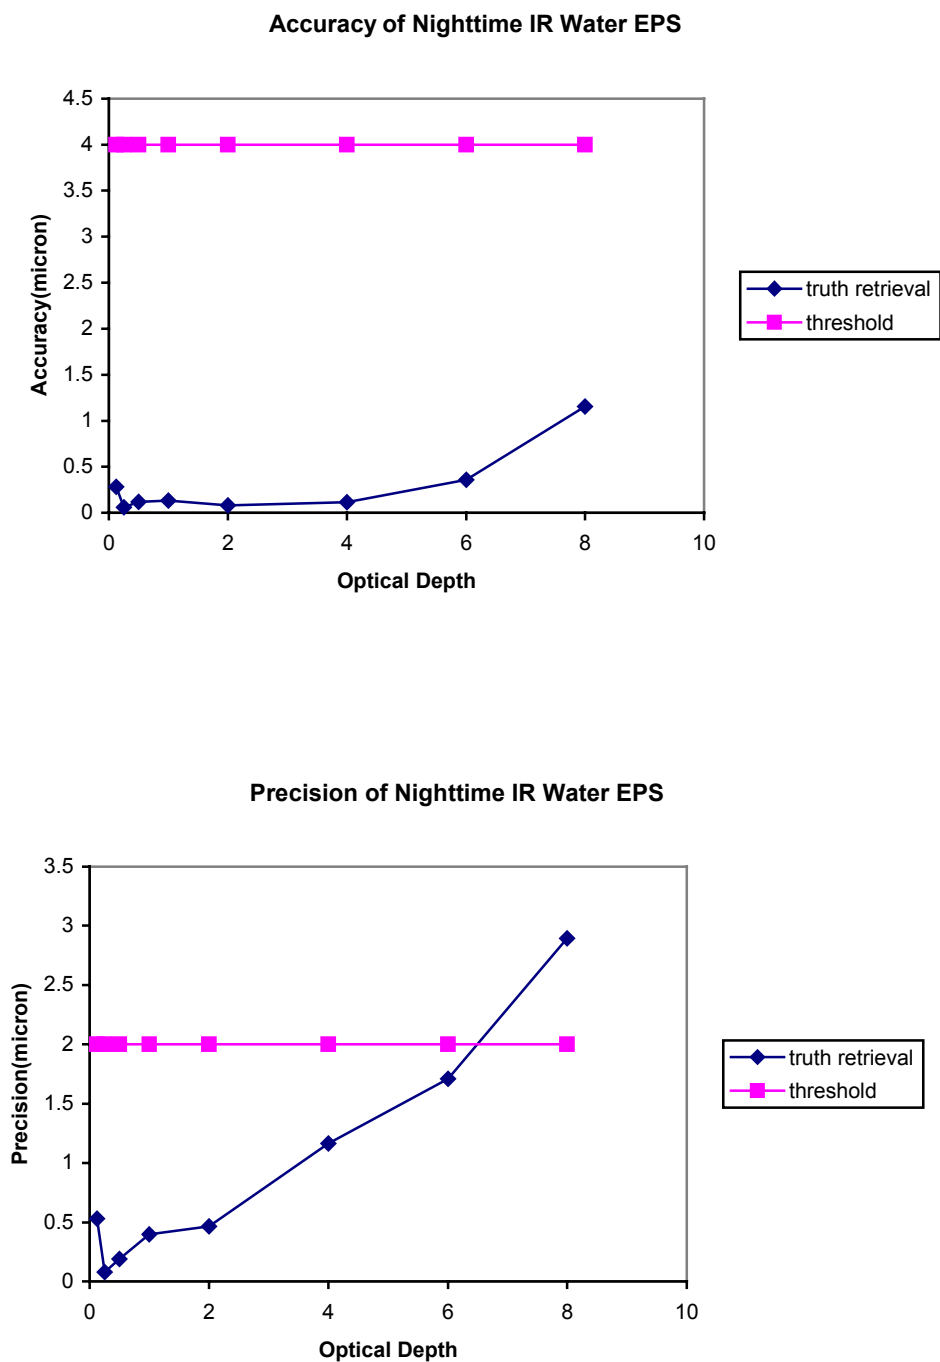 Accuracy of Nighttime IR Water EPS
4.5
4
3.5
3
2.5
2
1.5
1
0.5
0
0 2 4 6 8 10
Accuracy(micron)
Optical Depth
truth retrieval
threshold
Precision of Nighttime IR Water EPS
3.5
3
2.5
2
1.5
1
0.5
0
0 2 4 6 8 10
Precision(micron)
Optical Depth
truth retrieval
threshold